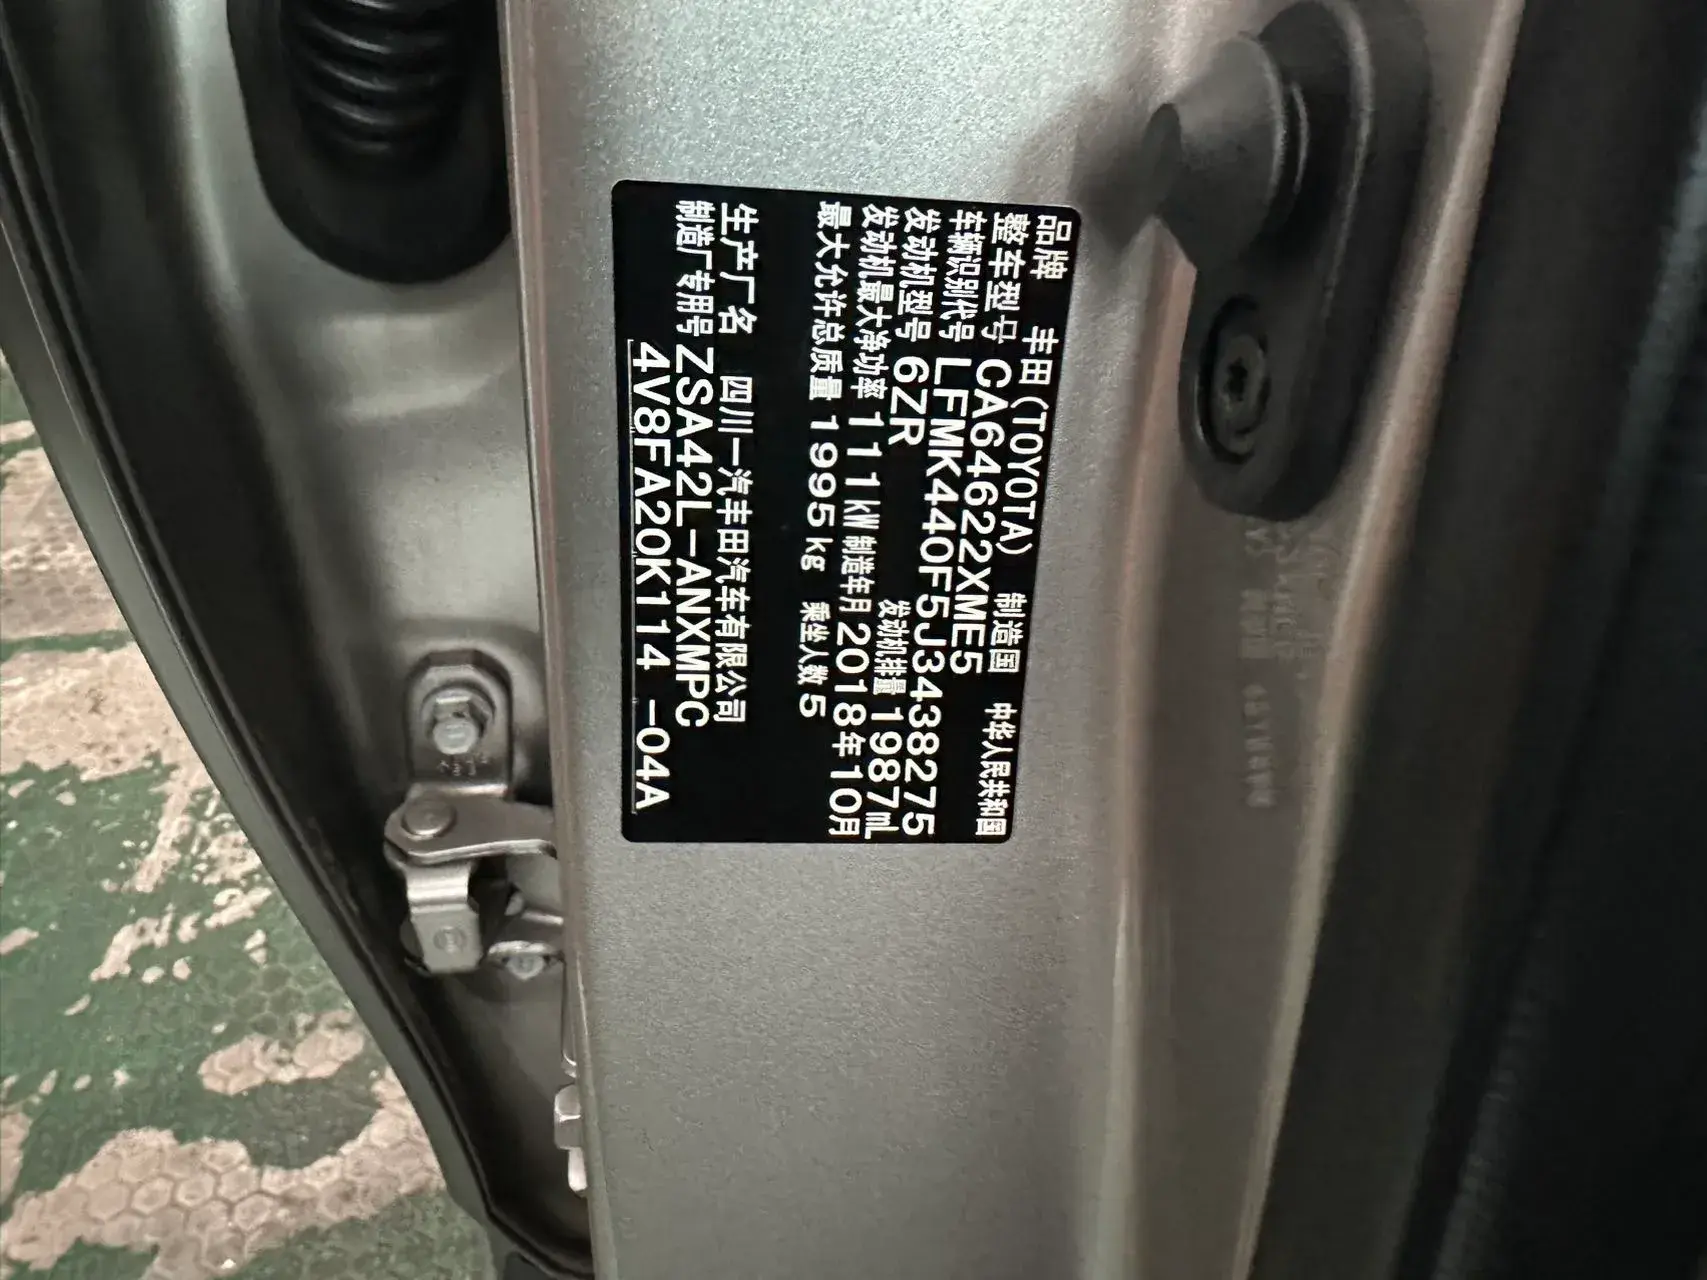 品牌 丰田(TOYOTA) 制造国 中华人民共和国
整车型号 CA64622XME5
车辆识别代号 LFMK440F5J3438275
发动机型号 6ZR 发动机排量 1987mL
发动机最大净功率 111kW 制造年月 2018年10月
最大允许总质量 1995kg 乘坐人数 5
生产厂名 四川一汽丰田汽车有限公司
制造厂专用号 ZSA42L-ANXMPC
4V8FA20K114 -04A